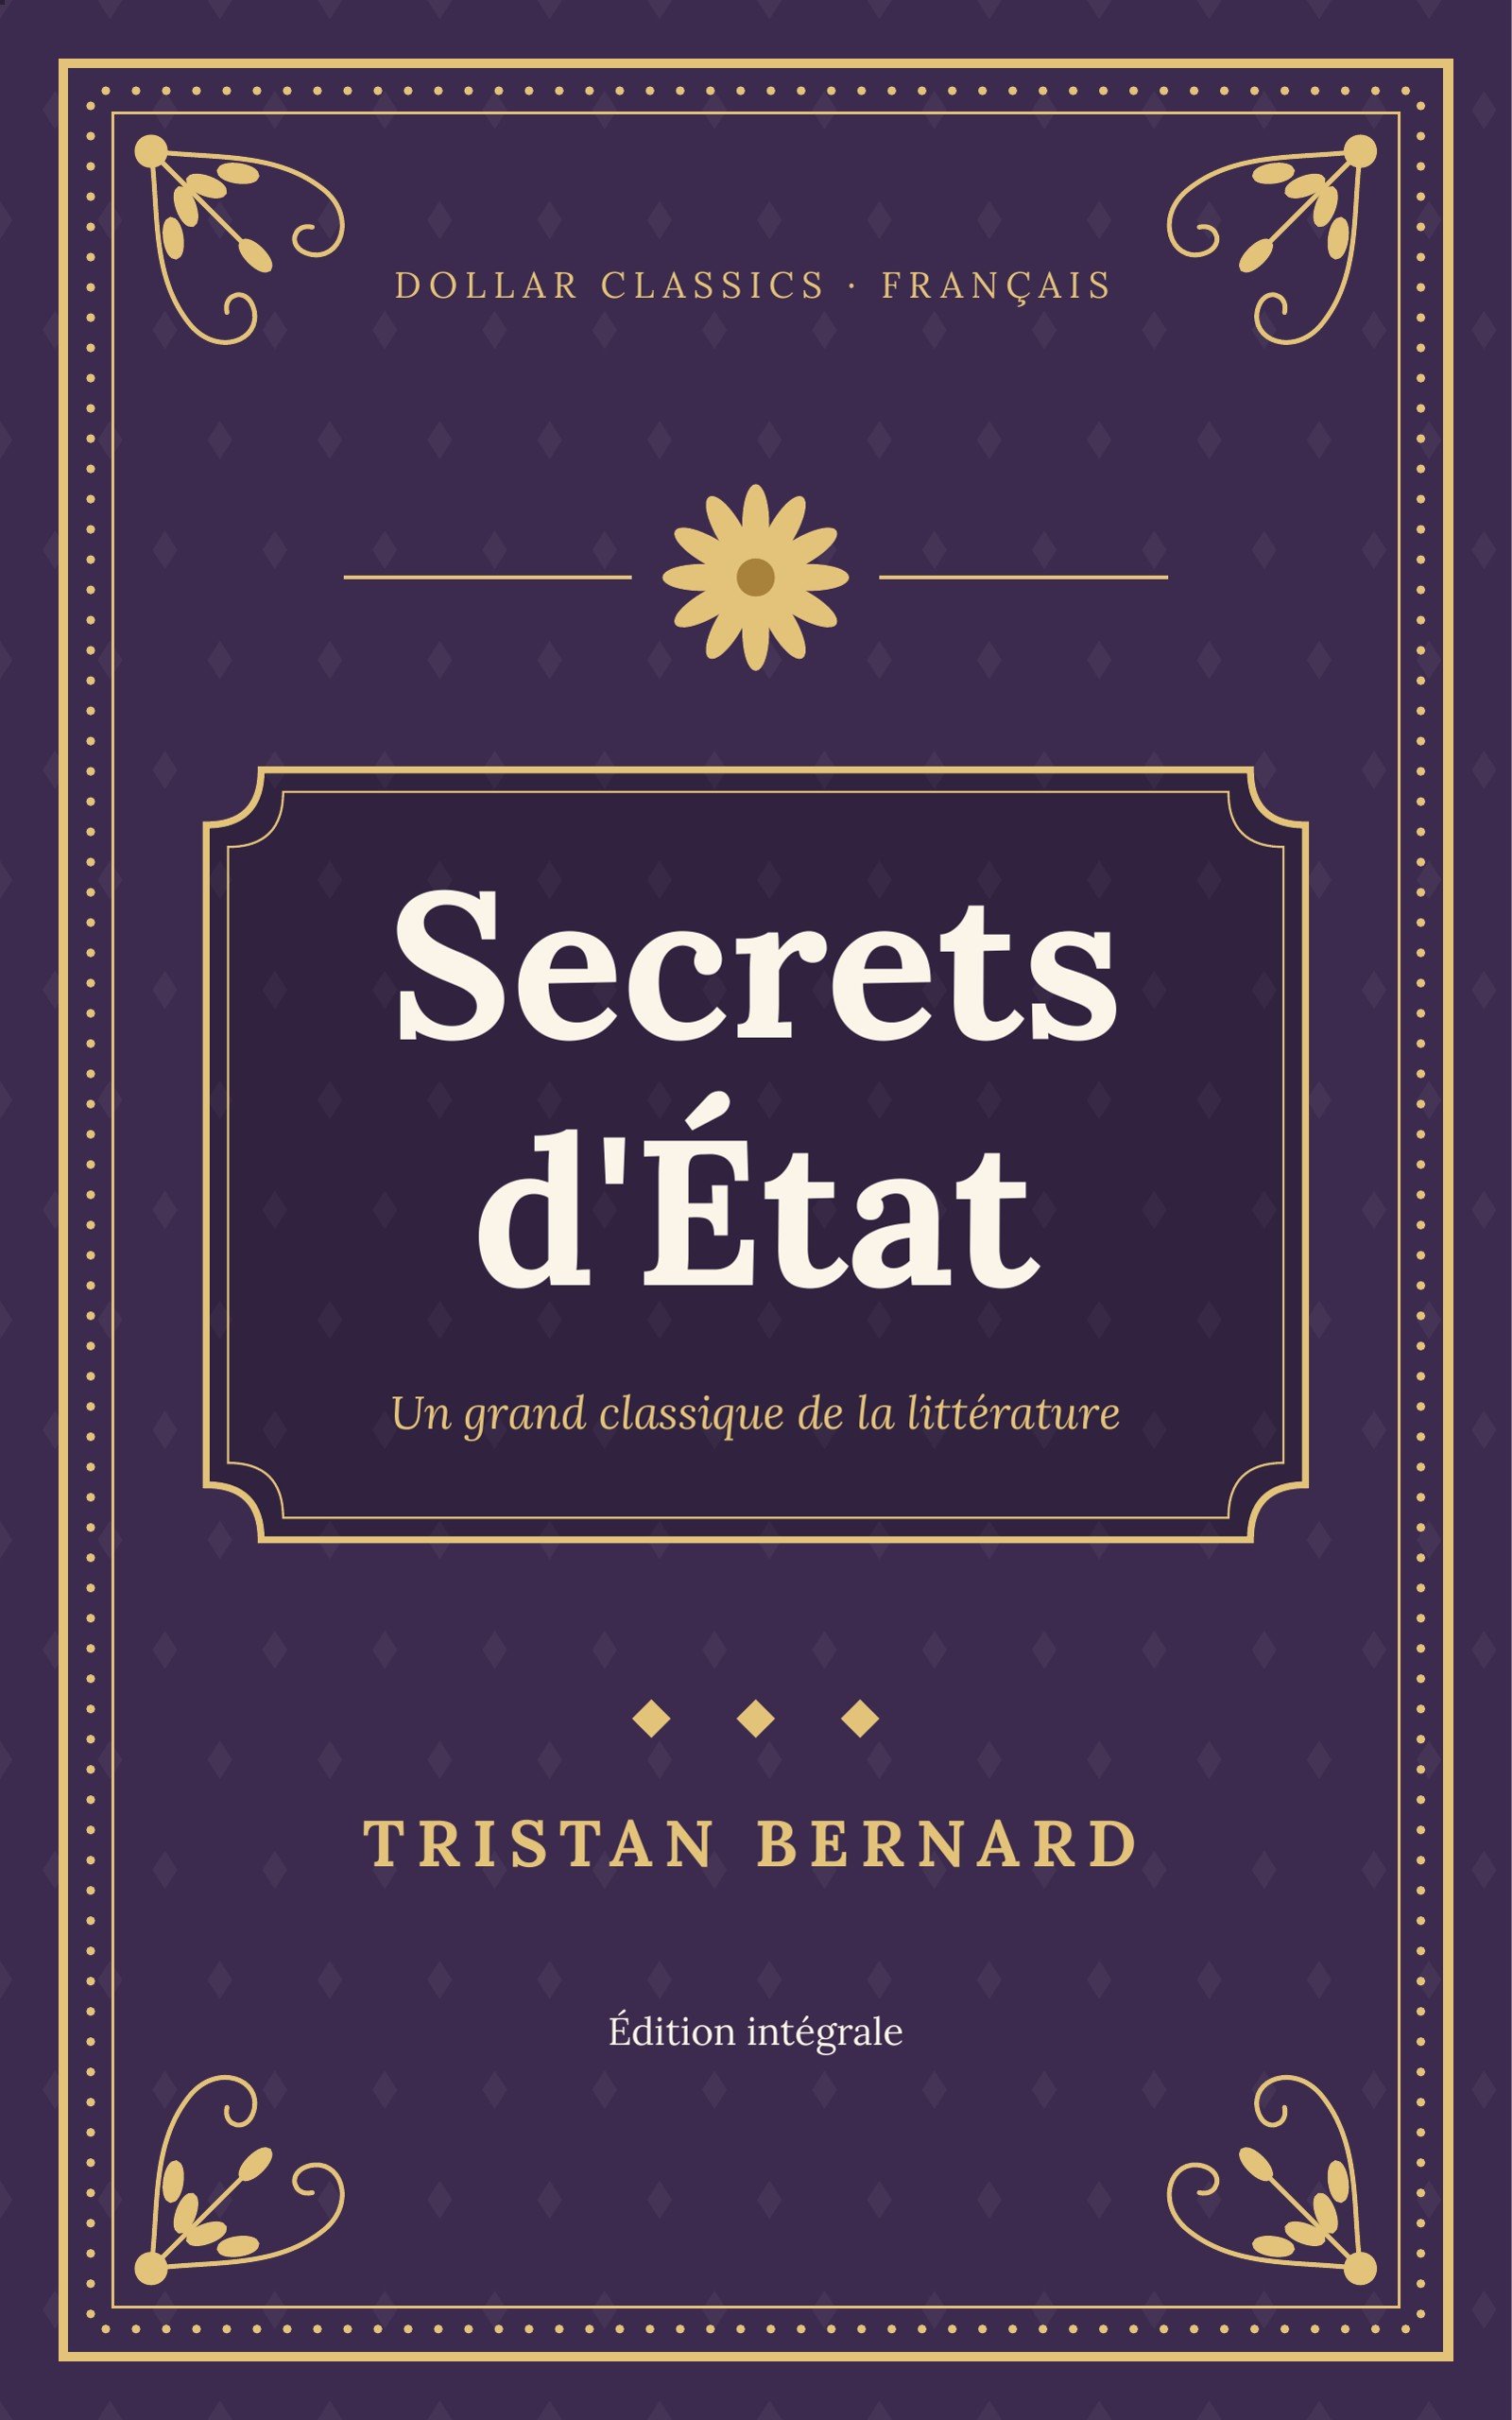 DOLLAR CLASSICS · FRANÇAIS
Secrets
d'État
Un grand classique de la littérature
TRISTAN BERNARD
Édition intégrale